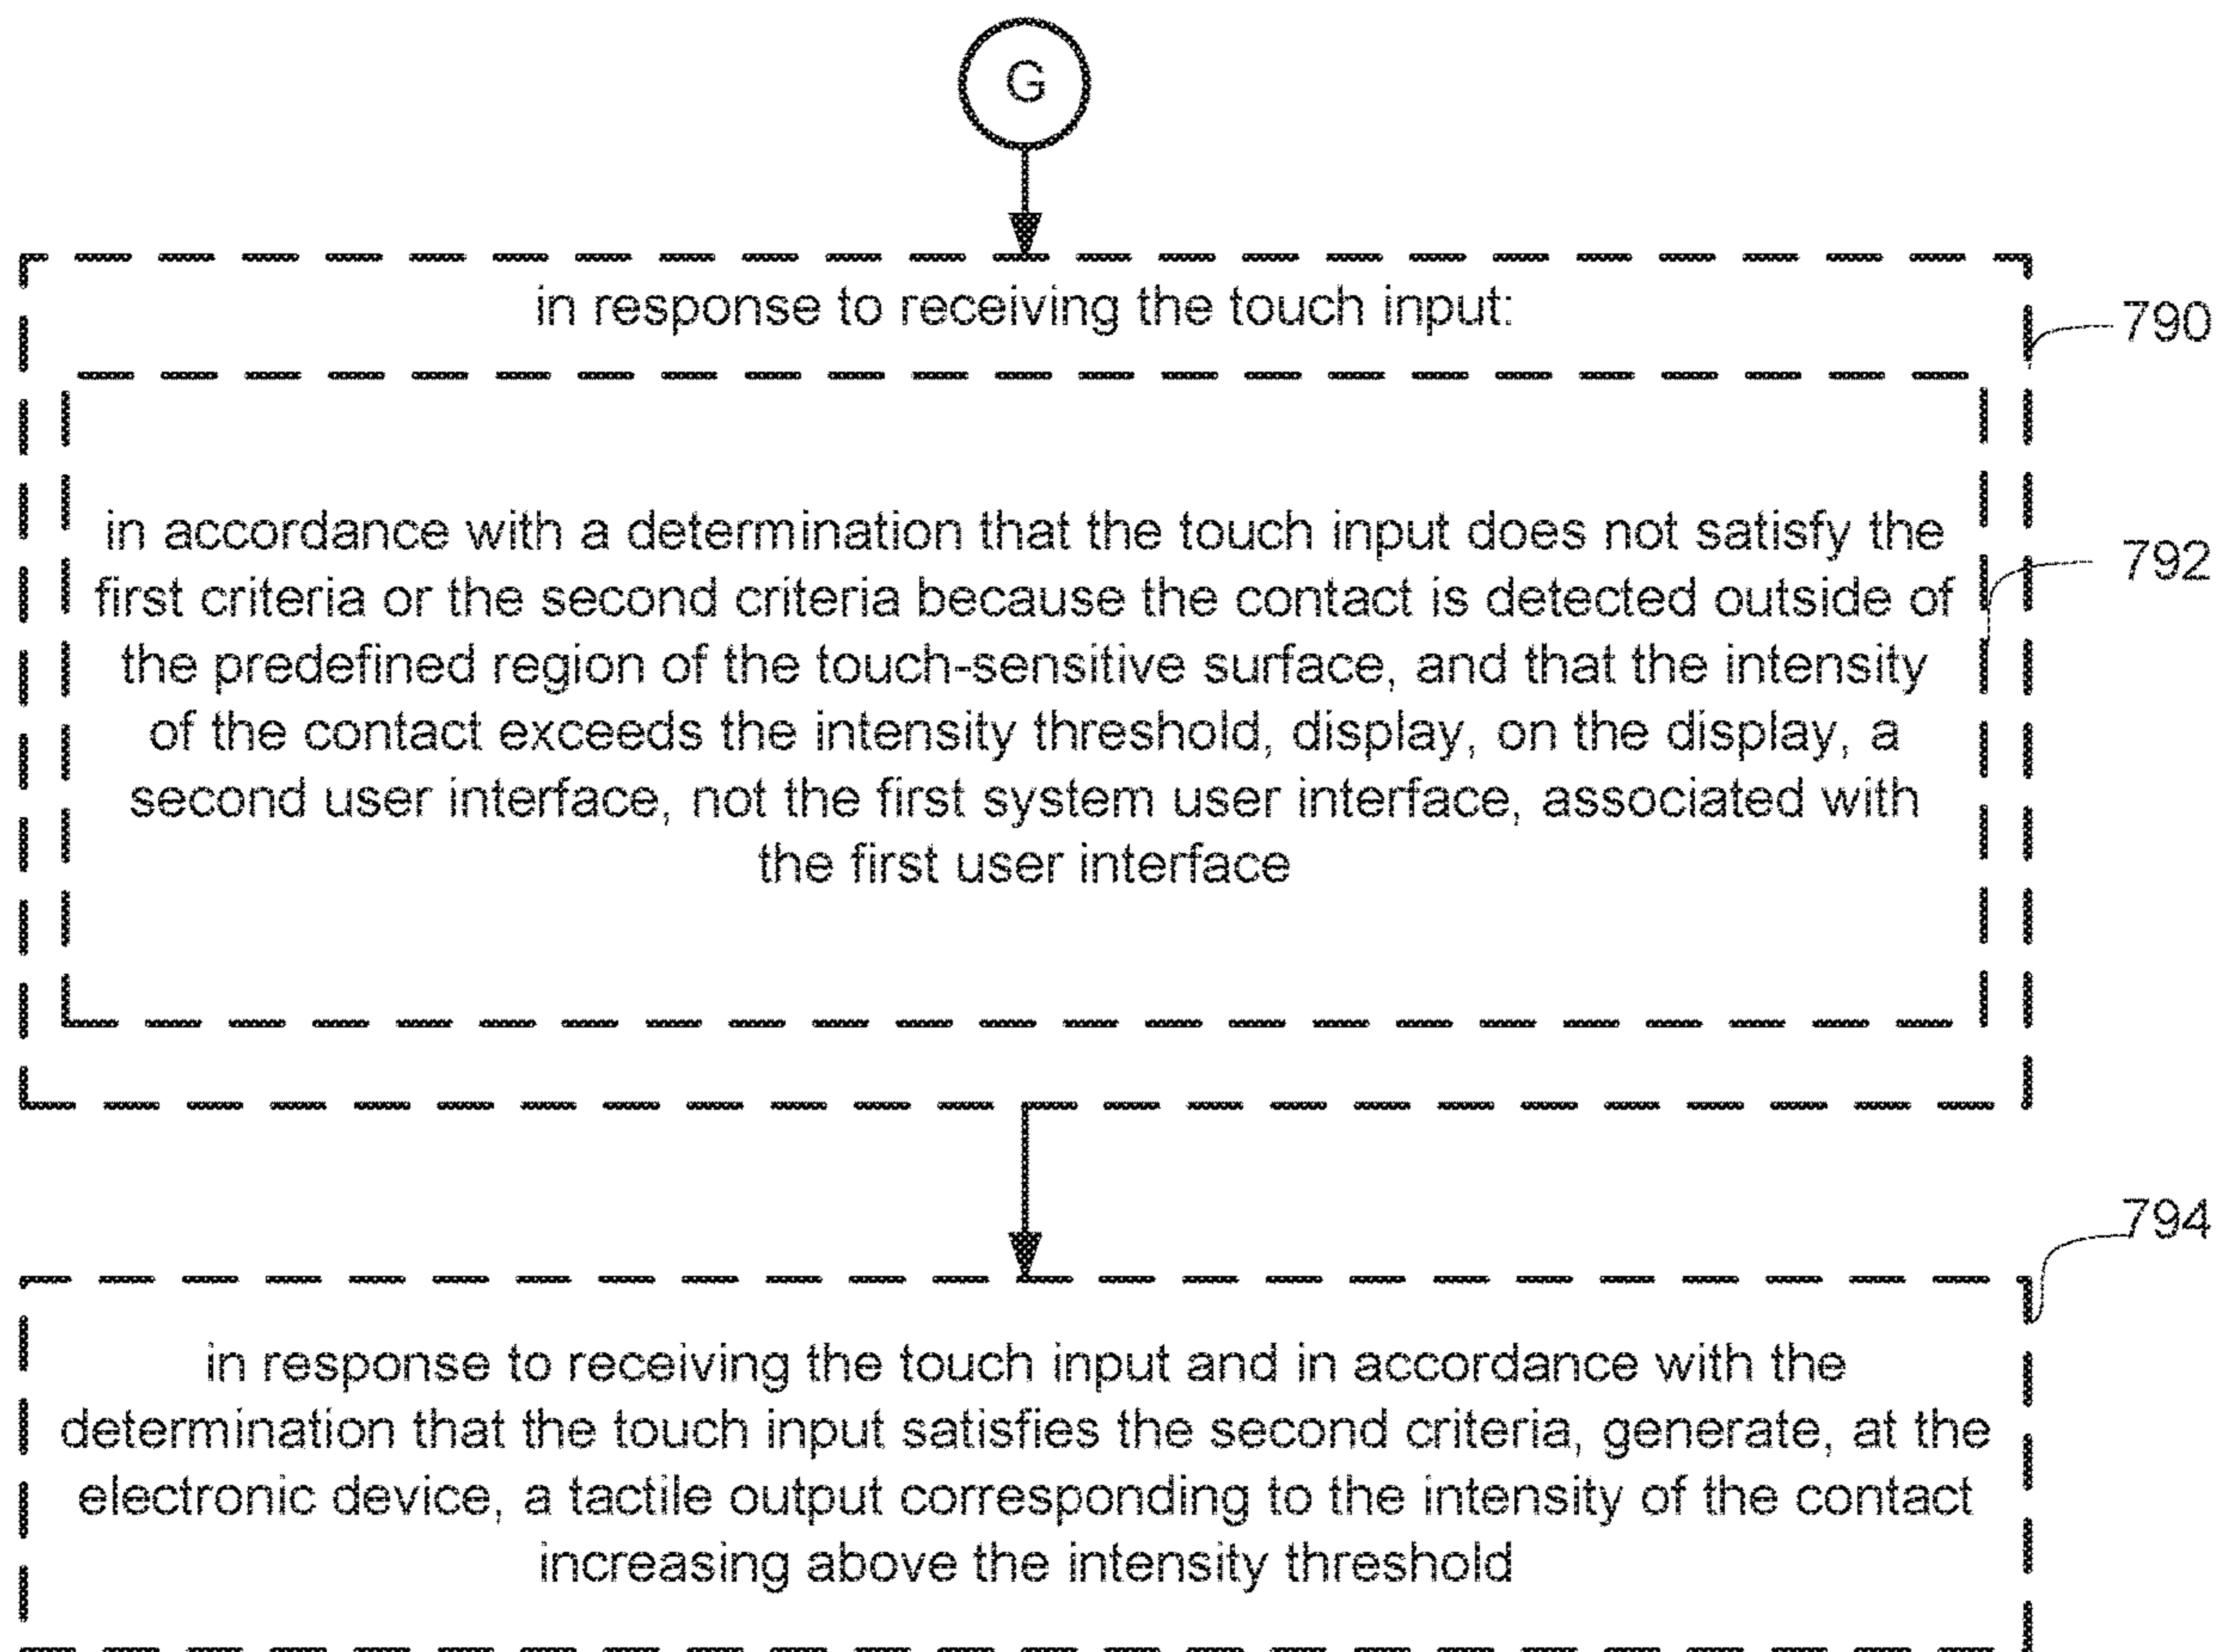 G
in response to receiving the touch input:
790
in accordance with a determination that the touch input does not satisfy the
first criteria or the second criteria because the contact is detected outside of
the predefined region of the touch-sensitive surface, and that the intensity
of the contact exceeds the intensity threshold, display, on the display, a
second user interface, not the first system user interface, associated with
the first user interface
792
794
in response to receiving the touch input and in accordance with the
determination that the touch input satisfies the second criteria, generate, at the
electronic device, a tactile output corresponding to the intensity of the contact
increasing above the intensity threshold